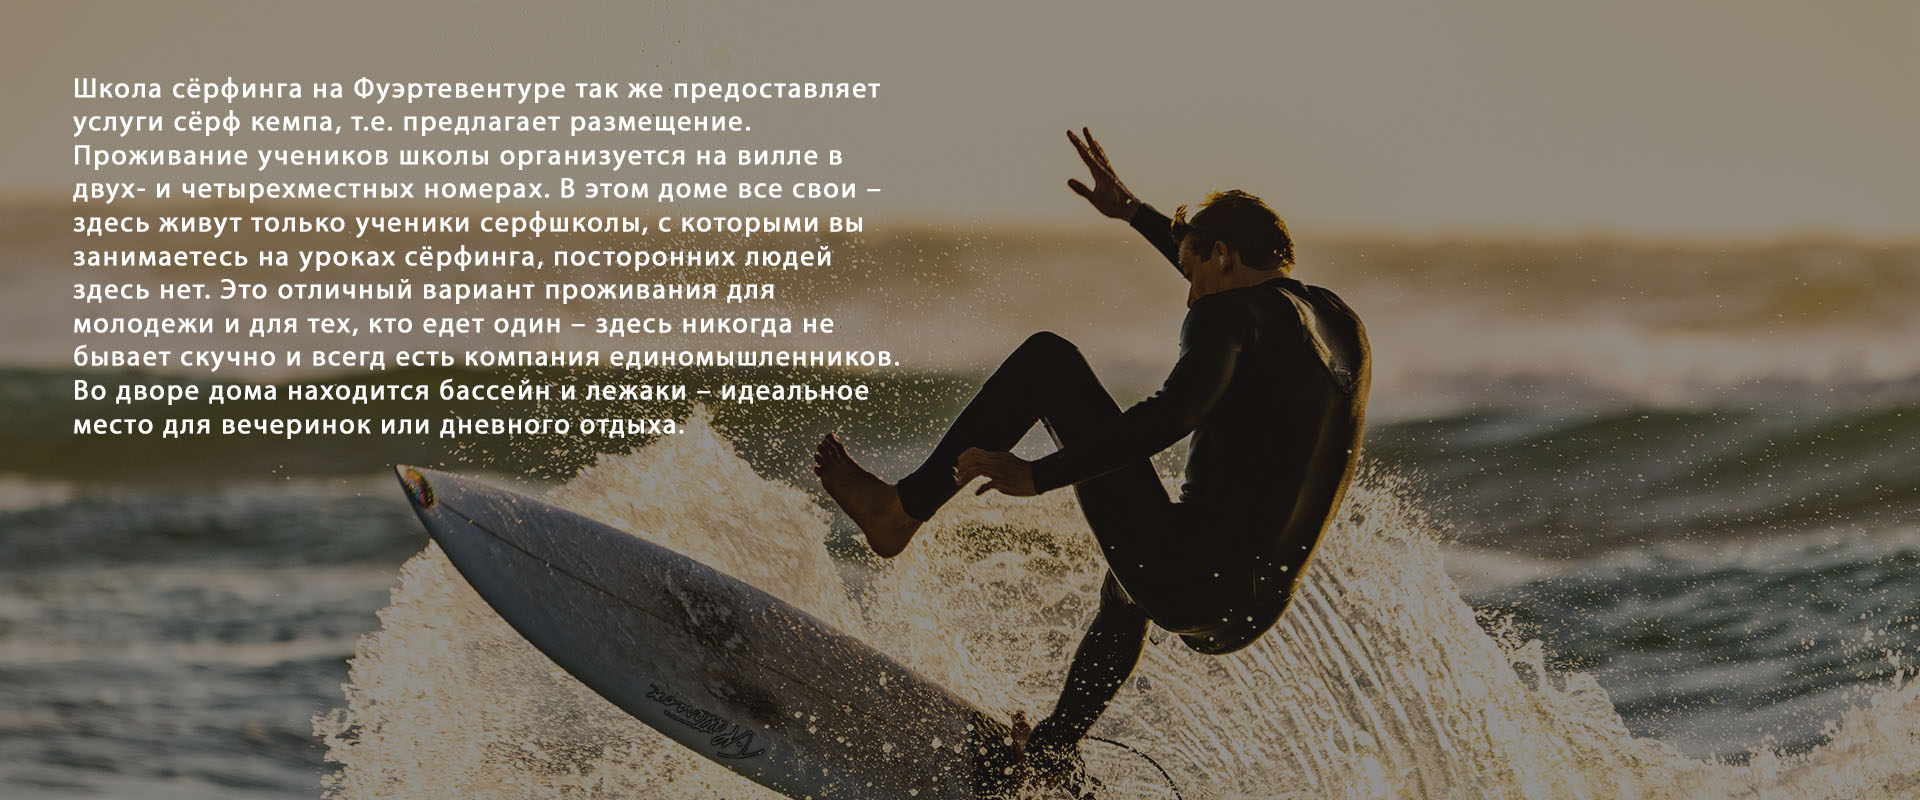 Школа сёрфинга на Фуэртевентуре так же предоставляет
услуги сёрф кемпа, т.е. предлагает размещение.
Проживание учеников школы организуется на вилле в
двух- и четырехместных номерах. В этом доме все свои –
здесь живут только ученики серфшколы, с которыми вы
занимаетесь на уроках сёрфинга, посторонних людей
здесь нет. Это отличный вариант проживания для
молодежи и для тех, кто едет один – здесь никогда не
бывает скучно и всегд есть компания единомышленников.
Во дворе дома находится бассейн и лежаки – идеальное
место для вечеринок или дневного отдыха.